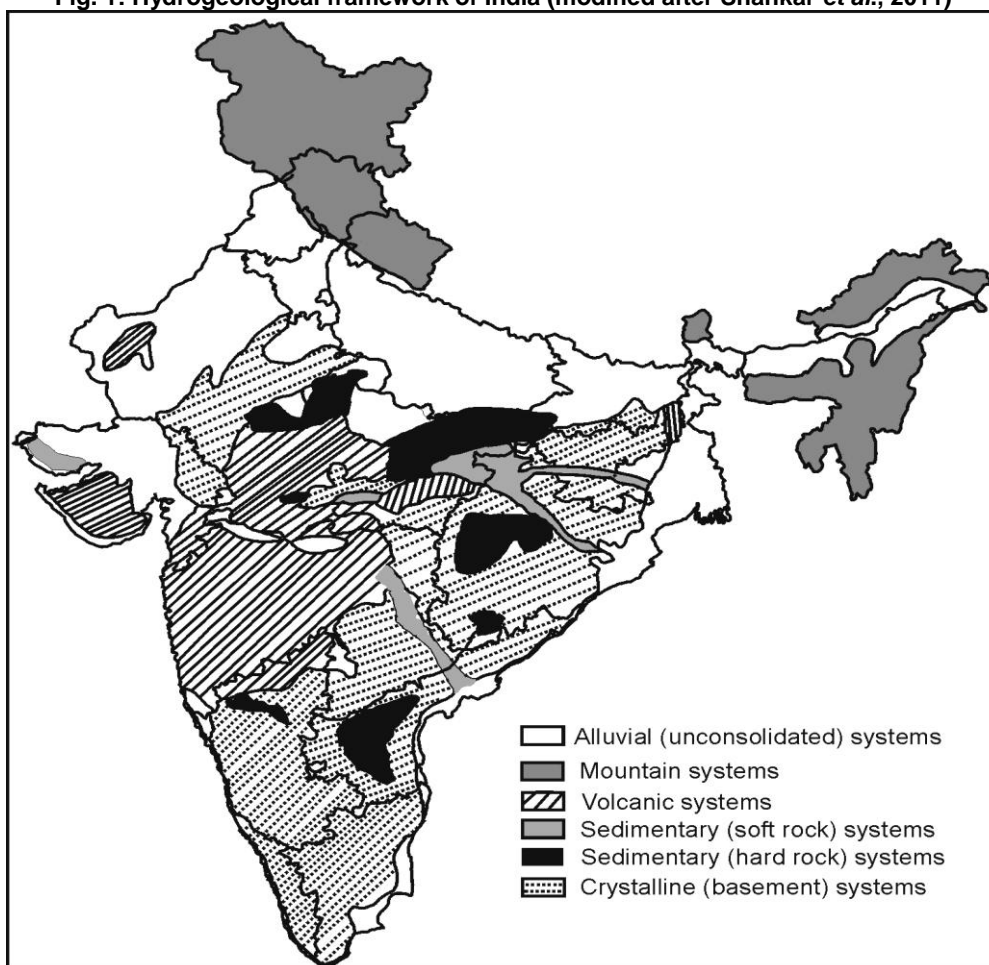 Fig. 1: Hydrogeological framework of India (modified after Shankar et al., 2011)
Alluvial (unconsolidated) systems
Mountain systems
Volcanic systems
Sedimentary (soft rock) systems
Sedimentary (hard rock) systems
Crystalline (basement) systems